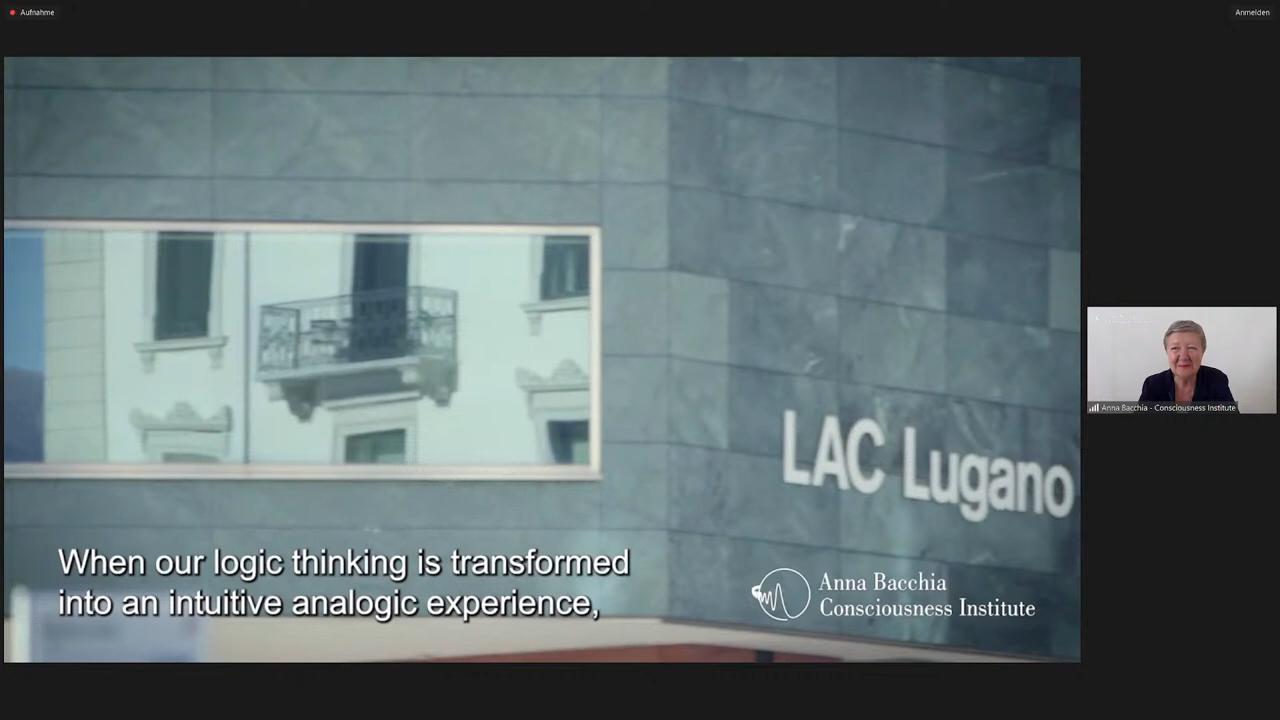 Aufnahme
Anmelden
LAC Lugano
When our logic thinking is transformed
into an intuitive analogic experience,
Anna Bacchia
Consciousness Institute
Anna Bacchia - Consciousness Institute